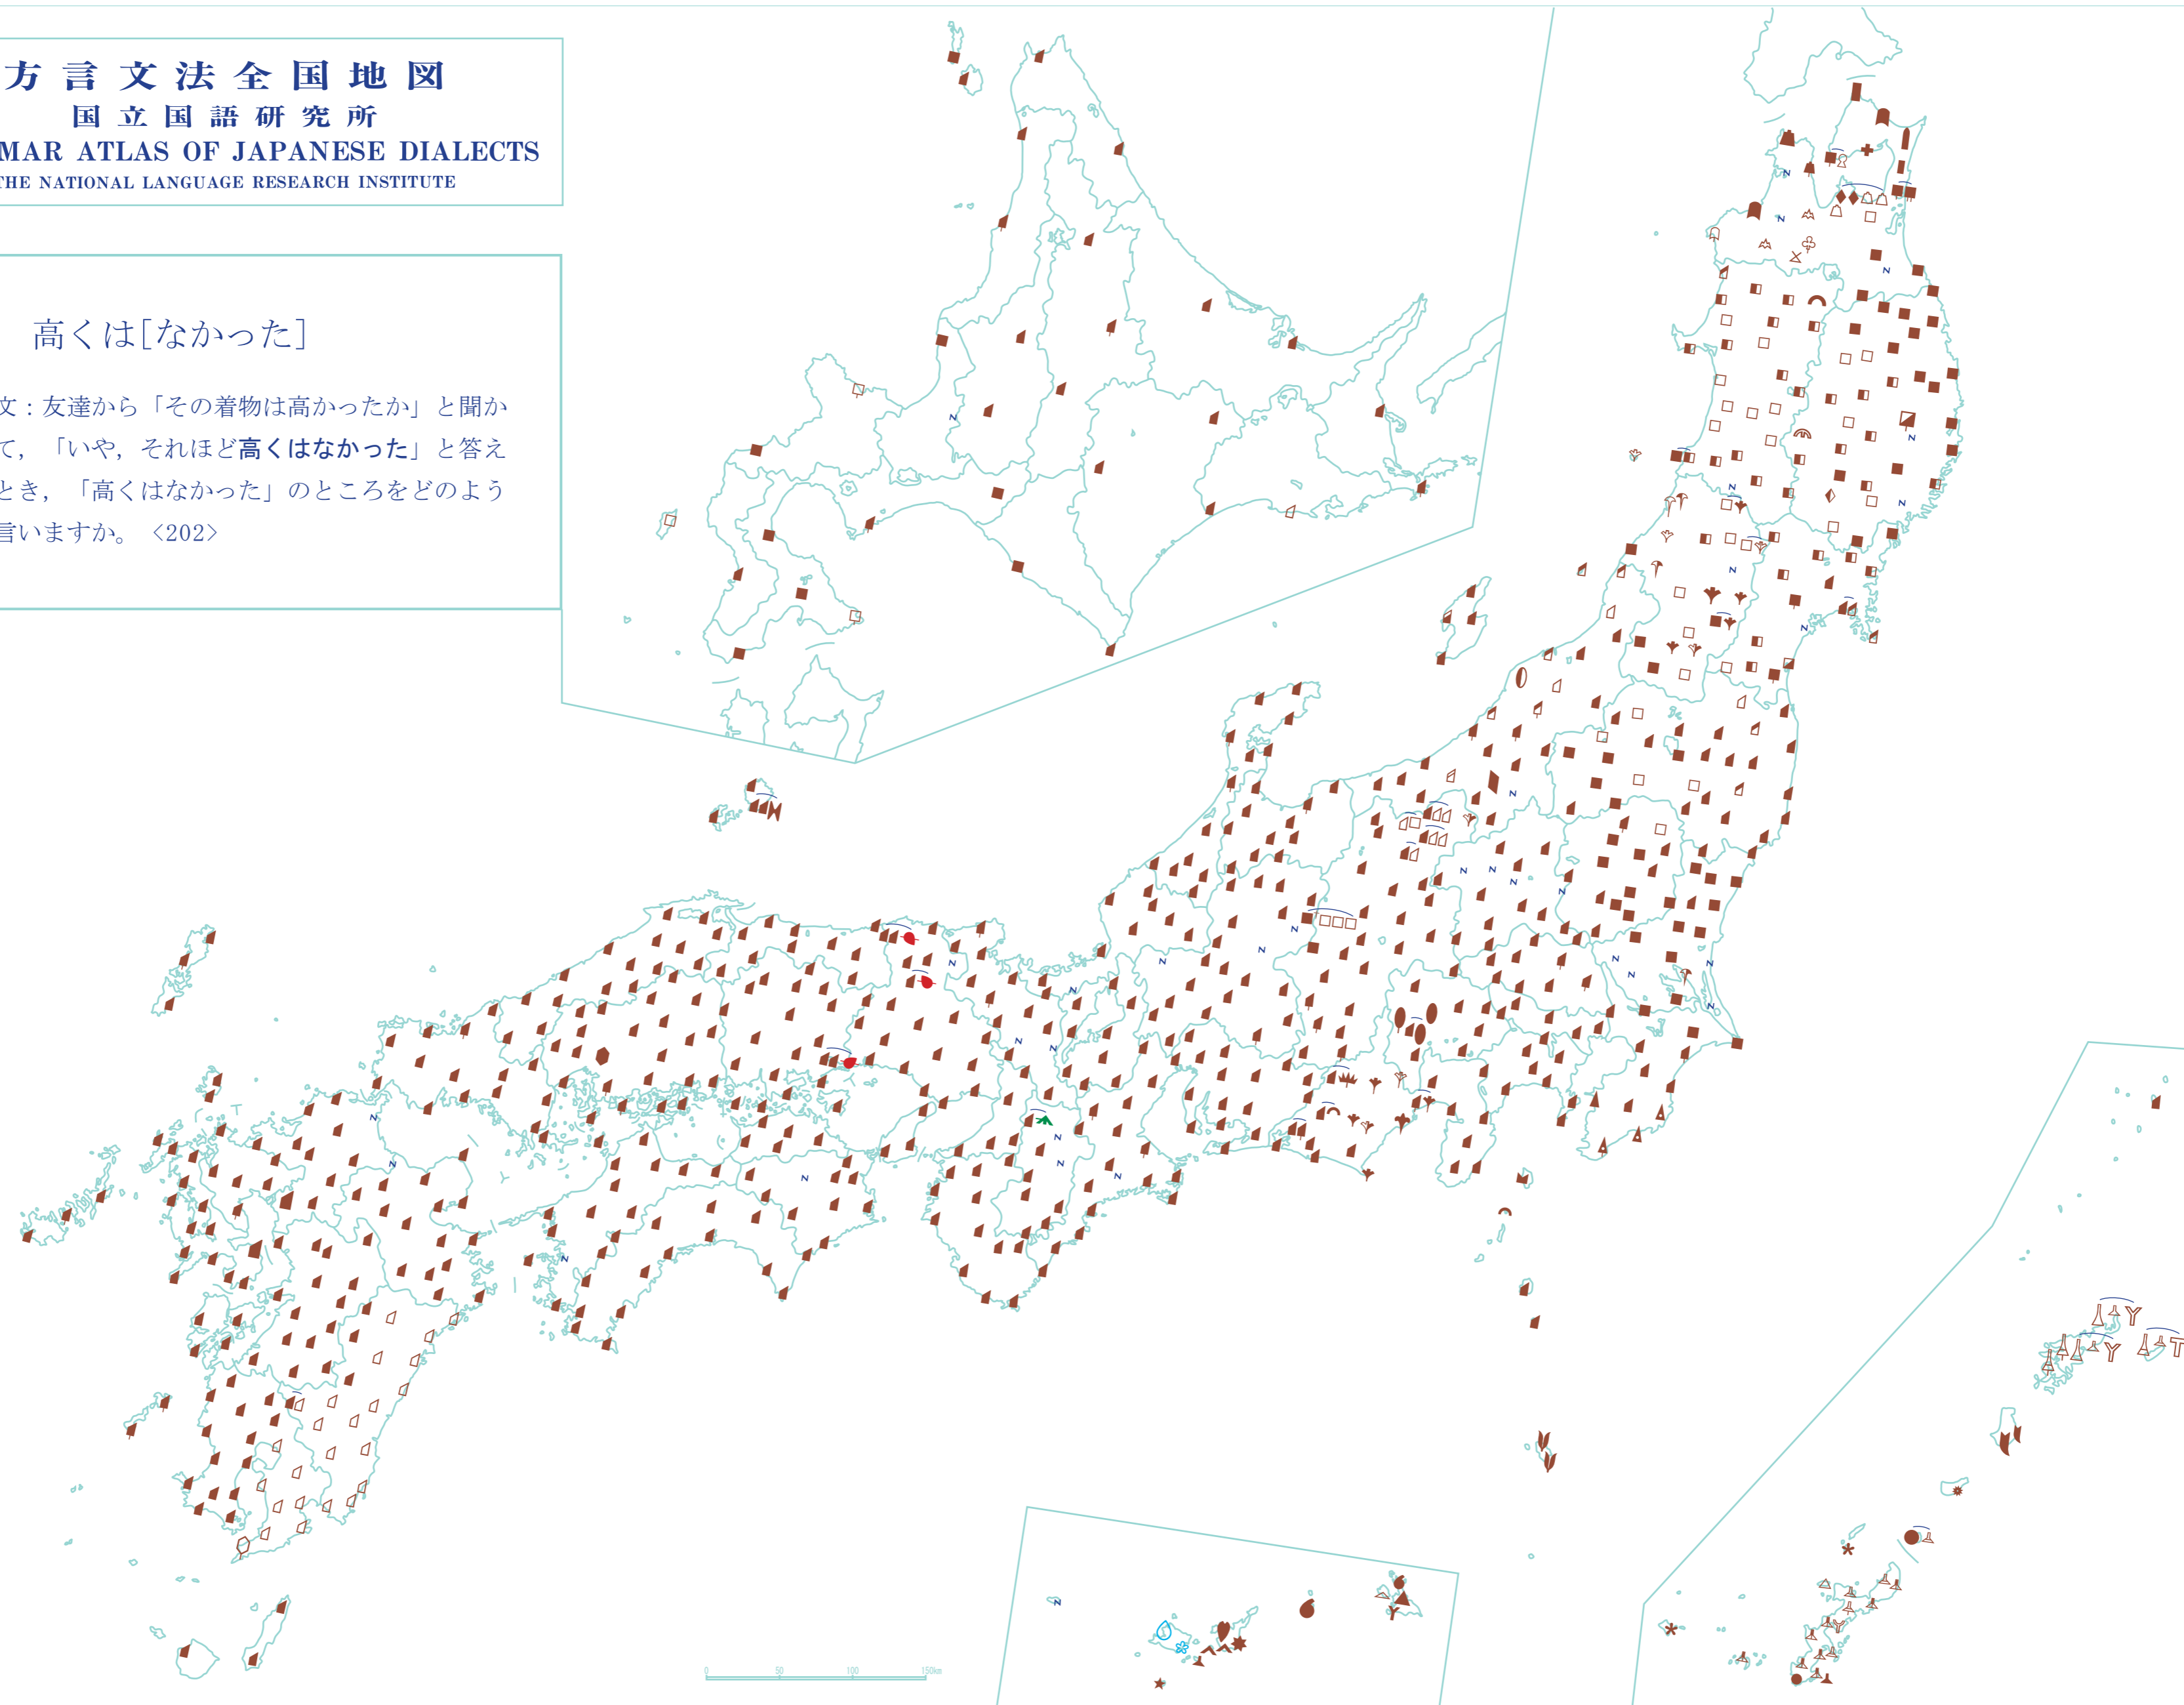 方言文法全国地図
国立国語研究所
MAR ATLAS OF JAPANESE DIALECTS
THE NATIONAL LANGUAGE RESEARCH INSTITUTE
高くは[なかった]
文：友達から「その着物は高かったか」と聞か
て，「いや，それほど高くはなかった」と答え
とき，「高くはなかった」のところをどのよう
言いますか。 <202>
0 50 100 150km